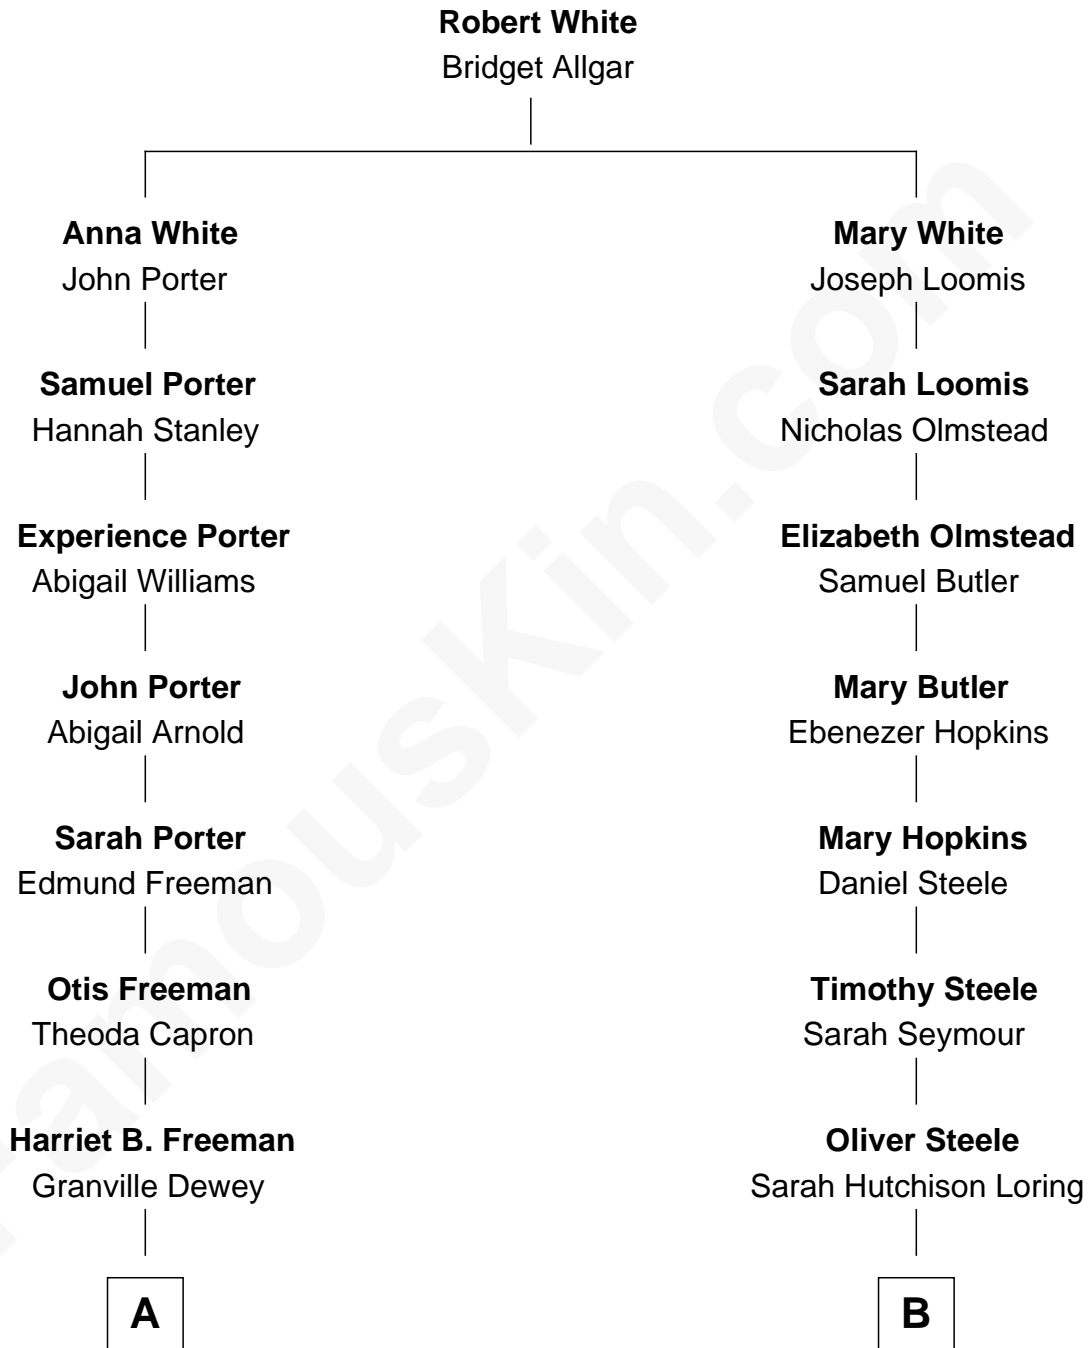 Robert White
Bridget Allgar
Anna White
John Porter
Mary White
Joseph Loomis
Samuel Porter
Hannah Stanley
Sarah Loomis
Nicholas Olmstead
Experience Porter
Abigail Williams
Elizabeth Olmstead
Samuel Butler
John Porter
Abigail Arnold
Mary Butler
Ebenezer Hopkins
Sarah Porter
Edmund Freeman
Mary Hopkins
Daniel Steele
Otis Freeman
Theoda Capron
Timothy Steele
Sarah Seymour
Harriet B. Freeman
Granville Dewey
Oliver Steele
Sarah Hutchison Loring
A
B
FamousKin.com